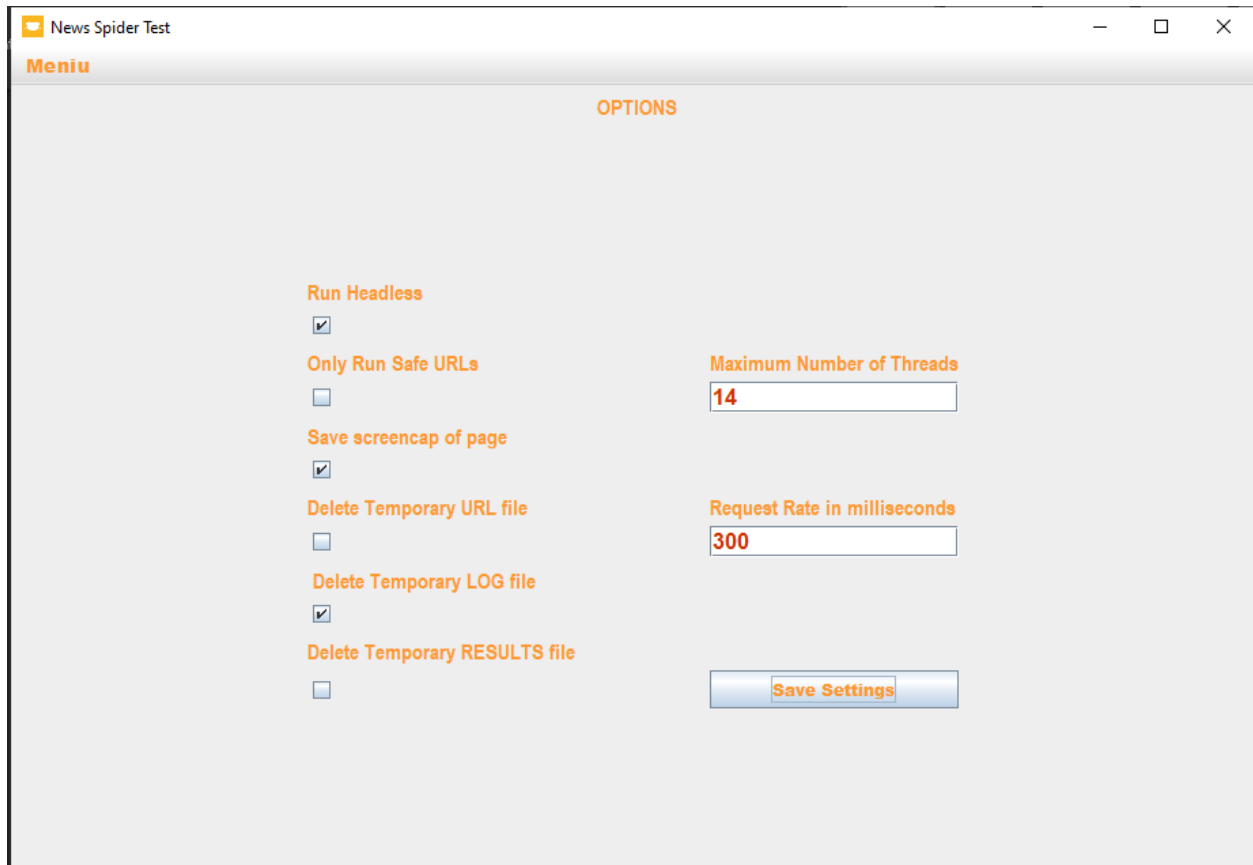 News Spider Test
Meniu
OPTIONS
Run Headless
Only Run Safe URLs
Maximum Number of Threads
14
Save screencap of page
Delete Temporary URL file
Request Rate in milliseconds
300
Delete Temporary LOG file
Delete Temporary RESULTS file
Save Settings